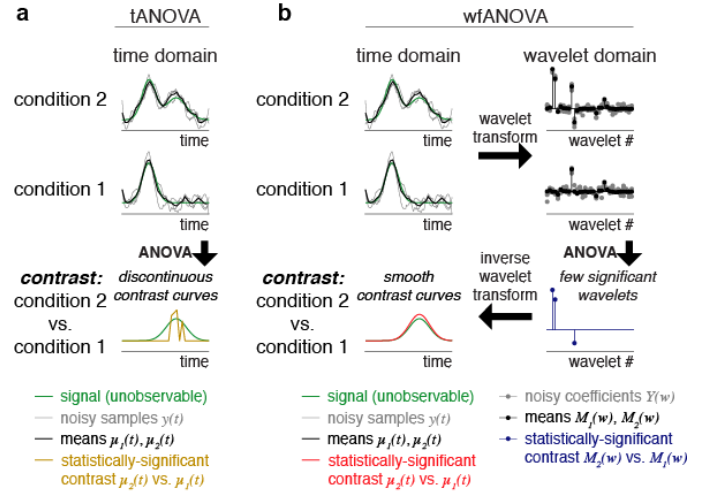 a
tANOVA
time domain
condition 2
time
condition 1
time
ANOVA
contrast:
condition 2
vs.
condition 1
discontinuous
contrast curves
time
signal (unobservable)
noisy samples y(t)
means μ₁(t), μ₂(t)
statistically-significant
contrast μ₂(t) vs. μ₁(t)
b
wfANOVA
time domain
wavelet domain
condition 2
time
wavelet
transform
wavelet #
condition 1
time
wavelet #
ANOVA
contrast:
condition 2
vs.
condition 1
smooth
contrast curves
time
inverse
wavelet
transform
few significant
wavelets
wavelet #
signal (unobservable)
noisy samples y(t)
means μ₁(t), μ₂(t)
statistically-significant
contrast μ₂(t) vs. μ₁(t)
noisy coefficients Y(w)
means M₁(w), M₂(w)
statistically-significant
contrast M₂(w) vs. M₁(w)